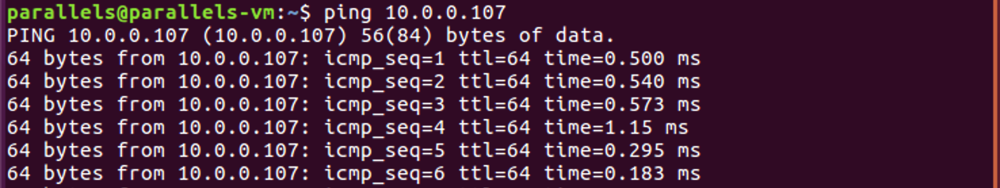 parallels@parallels-vm:~$ ping 10.0.0.107
PING 10.0.0.107 (10.0.0.107) 56(84) bytes of data.
64 bytes from 10.0.0.107: icmp_seq=1 ttl=64 time=0.500 ms
64 bytes from 10.0.0.107: icmp_seq=2 ttl=64 time=0.540 ms
64 bytes from 10.0.0.107: icmp_seq=3 ttl=64 time=0.573 ms
64 bytes from 10.0.0.107: icmp_seq=4 ttl=64 time=1.15 ms
64 bytes from 10.0.0.107: icmp_seq=5 ttl=64 time=0.295 ms
64 bytes from 10.0.0.107: icmp_seq=6 ttl=64 time=0.183 ms